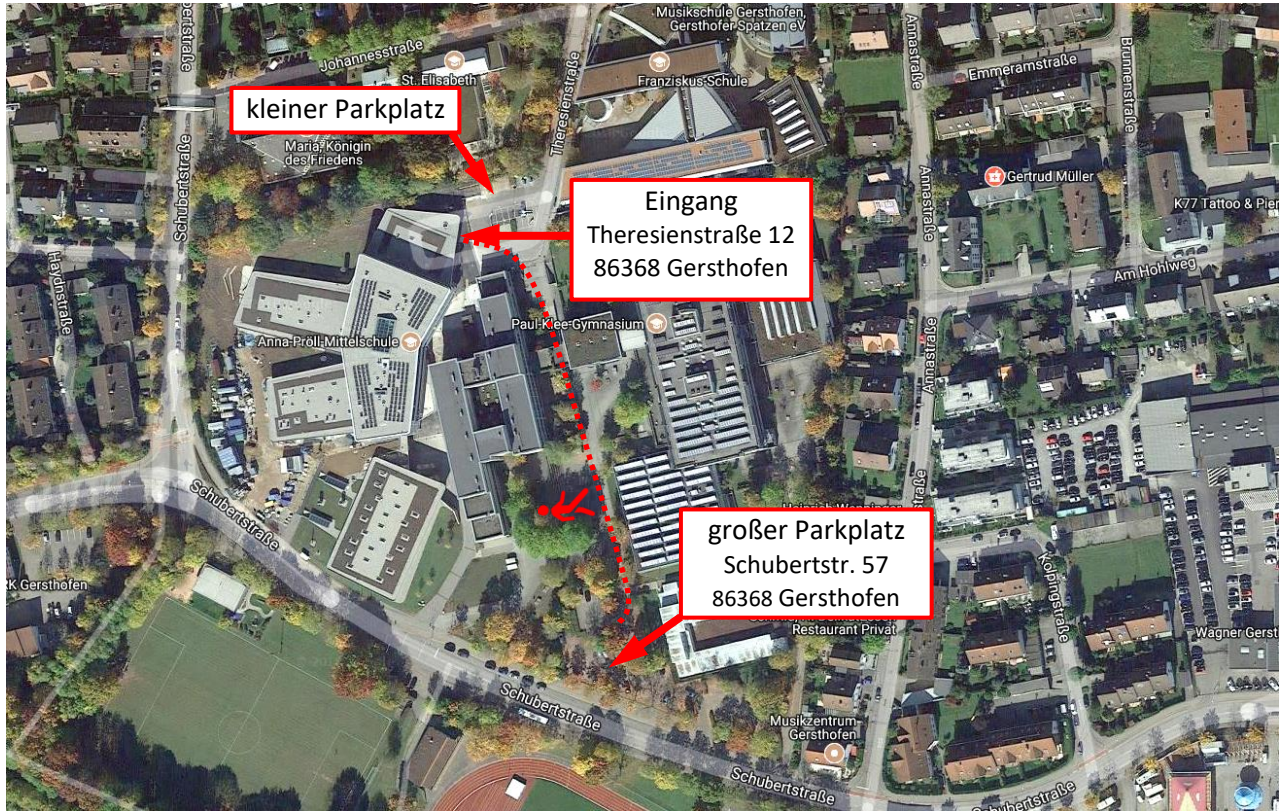 Musikschule Gersthofen,
Gersthofer Spatzen eV
Johannesstraße
St. Elisabeth
Franziskus-Schule
Theresienstraße
Annastraße
Emmeramstraße
Brunnenstraße
kleiner Parkplatz
Maria, Königin
des Friedens
Schubertstraße
Gertrud Müller
K77 Tattoo & Pier
Eingang
Theresienstraße 12
86368 Gersthofen
Haydnstraße
Am Hohlweg
Paul-Klee-Gymnasium
Anna-Pröll-Mittelschule
Annastraße
Schubertstraße
großer Parkplatz
Schubertstr. 57
86368 Gersthofen
RK Gersthofen
Kolpingstraße
Restaurant Privat
Wagner Gerst
Schubertstraße
Musikzentrum
Gersthofen
Schubertstraße
Schubertstraße